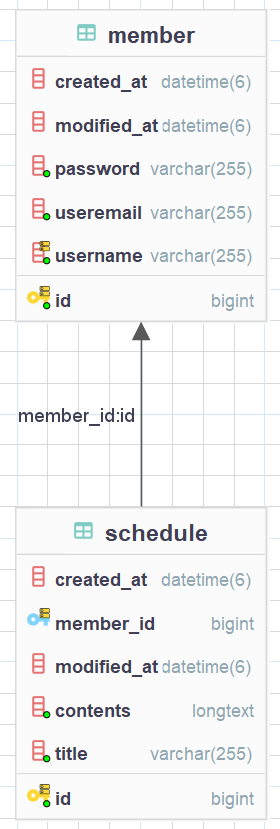 member
created_at datetime(6)
modified_at datetime(6)
password varchar(255)
useremail varchar(255)
username varchar(255)
id bigint
member_id:id
schedule
created_at datetime(6)
member_id bigint
modified_at datetime(6)
contents longtext
title varchar(255)
id bigint